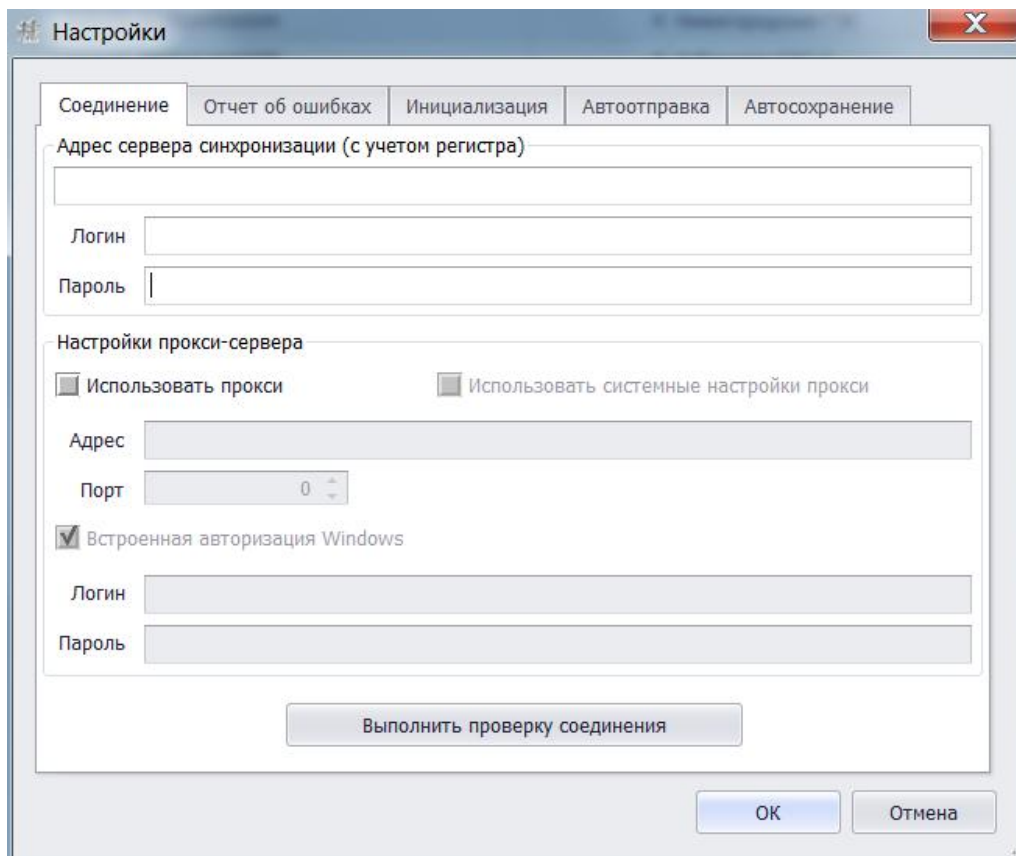 Настройки
Соединение Отчет об ошибках Инициализация Автоотправка Автосохранение
Адрес сервера синхронизации (с учетом регистра)
Логин
Пароль
Настройки прокси-сервера
Использовать прокси Использовать системные настройки прокси
Адрес
Порт 0
Встроенная авторизация Windows
Логин
Пароль
Выполнить проверку соединения
ОК Отмена